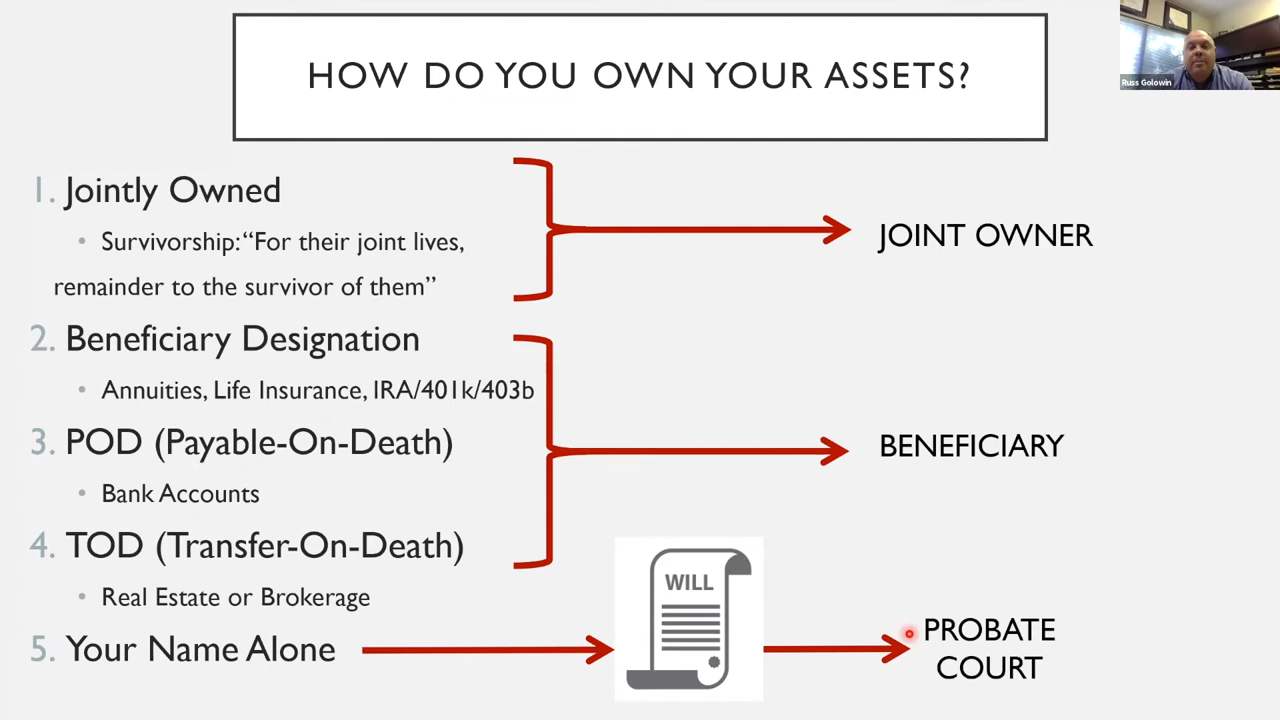 HOW DO YOU OWN YOUR ASSETS?
Russ Golowin
1. Jointly Owned
• Survivorship: “For their joint lives,
remainder to the survivor of them”
JOINT OWNER
2. Beneficiary Designation
• Annuities, Life Insurance, IRA/401k/403b
3. POD (Payable-On-Death)
• Bank Accounts
BENEFICIARY
4. TOD (Transfer-On-Death)
• Real Estate or Brokerage
5. Your Name Alone
WILL
PROBATE
COURT